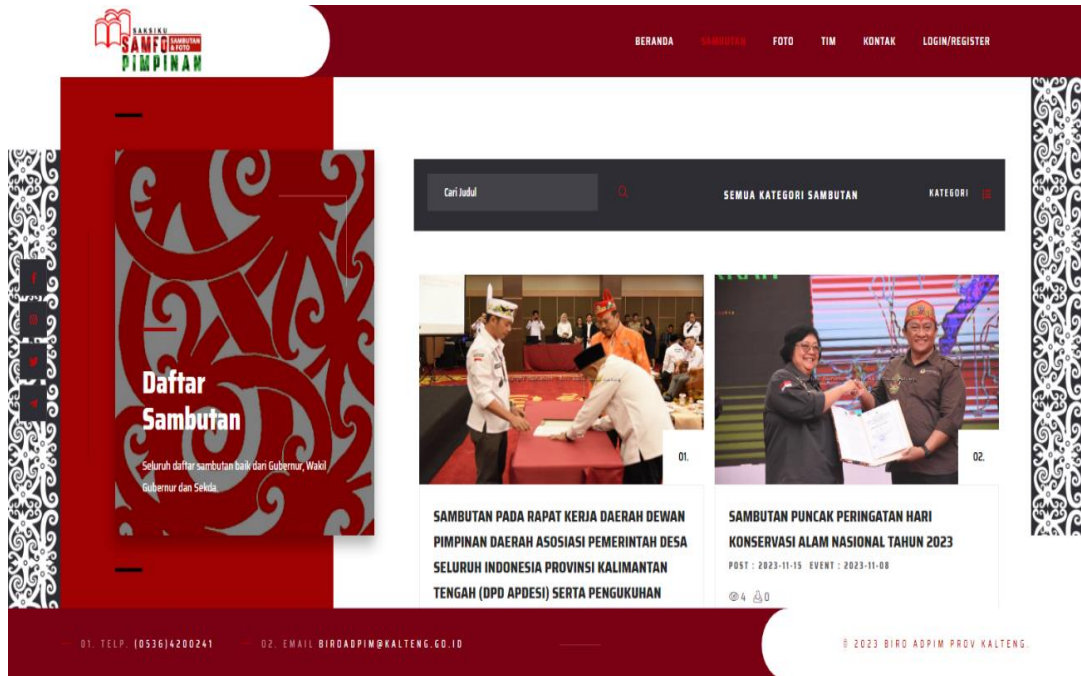 SAKSIKU
SAMFO SAMBUTAN & FOTO
PIMPINAN
BERANDA SAMBUTAN FOTO TIM KONTAK LOGIN/REGISTER
Daftar
Sambutan
Seluruh daftar sambutan baik dari Gubernur, Wakil
Gubernur dan Sekda.
Cari Judul SEMUA KATEGORI SAMBUTAN KATEGORI
01.
SAMBUTAN PADA RAPAT KERJA DAERAH DEWAN
PIMPINAN DAERAH ASOSIASI PEMERINTAH DESA
SELURUH INDONESIA PROVINSI KALIMANTAN
TENGAH (DPD APDESI) SERTA PENGUKUHAN
02.
SAMBUTAN PUNCAK PERINGATAN HARI
KONSERVASI ALAM NASIONAL TAHUN 2023
POST : 2023-11-15 EVENT : 2023-11-08
4 0
01. TELP. (0536)4200241 02. EMAIL BIROADPIM@KALTENG.GO.ID
© 2023 BIRO ADPIM PROV KALTENG.